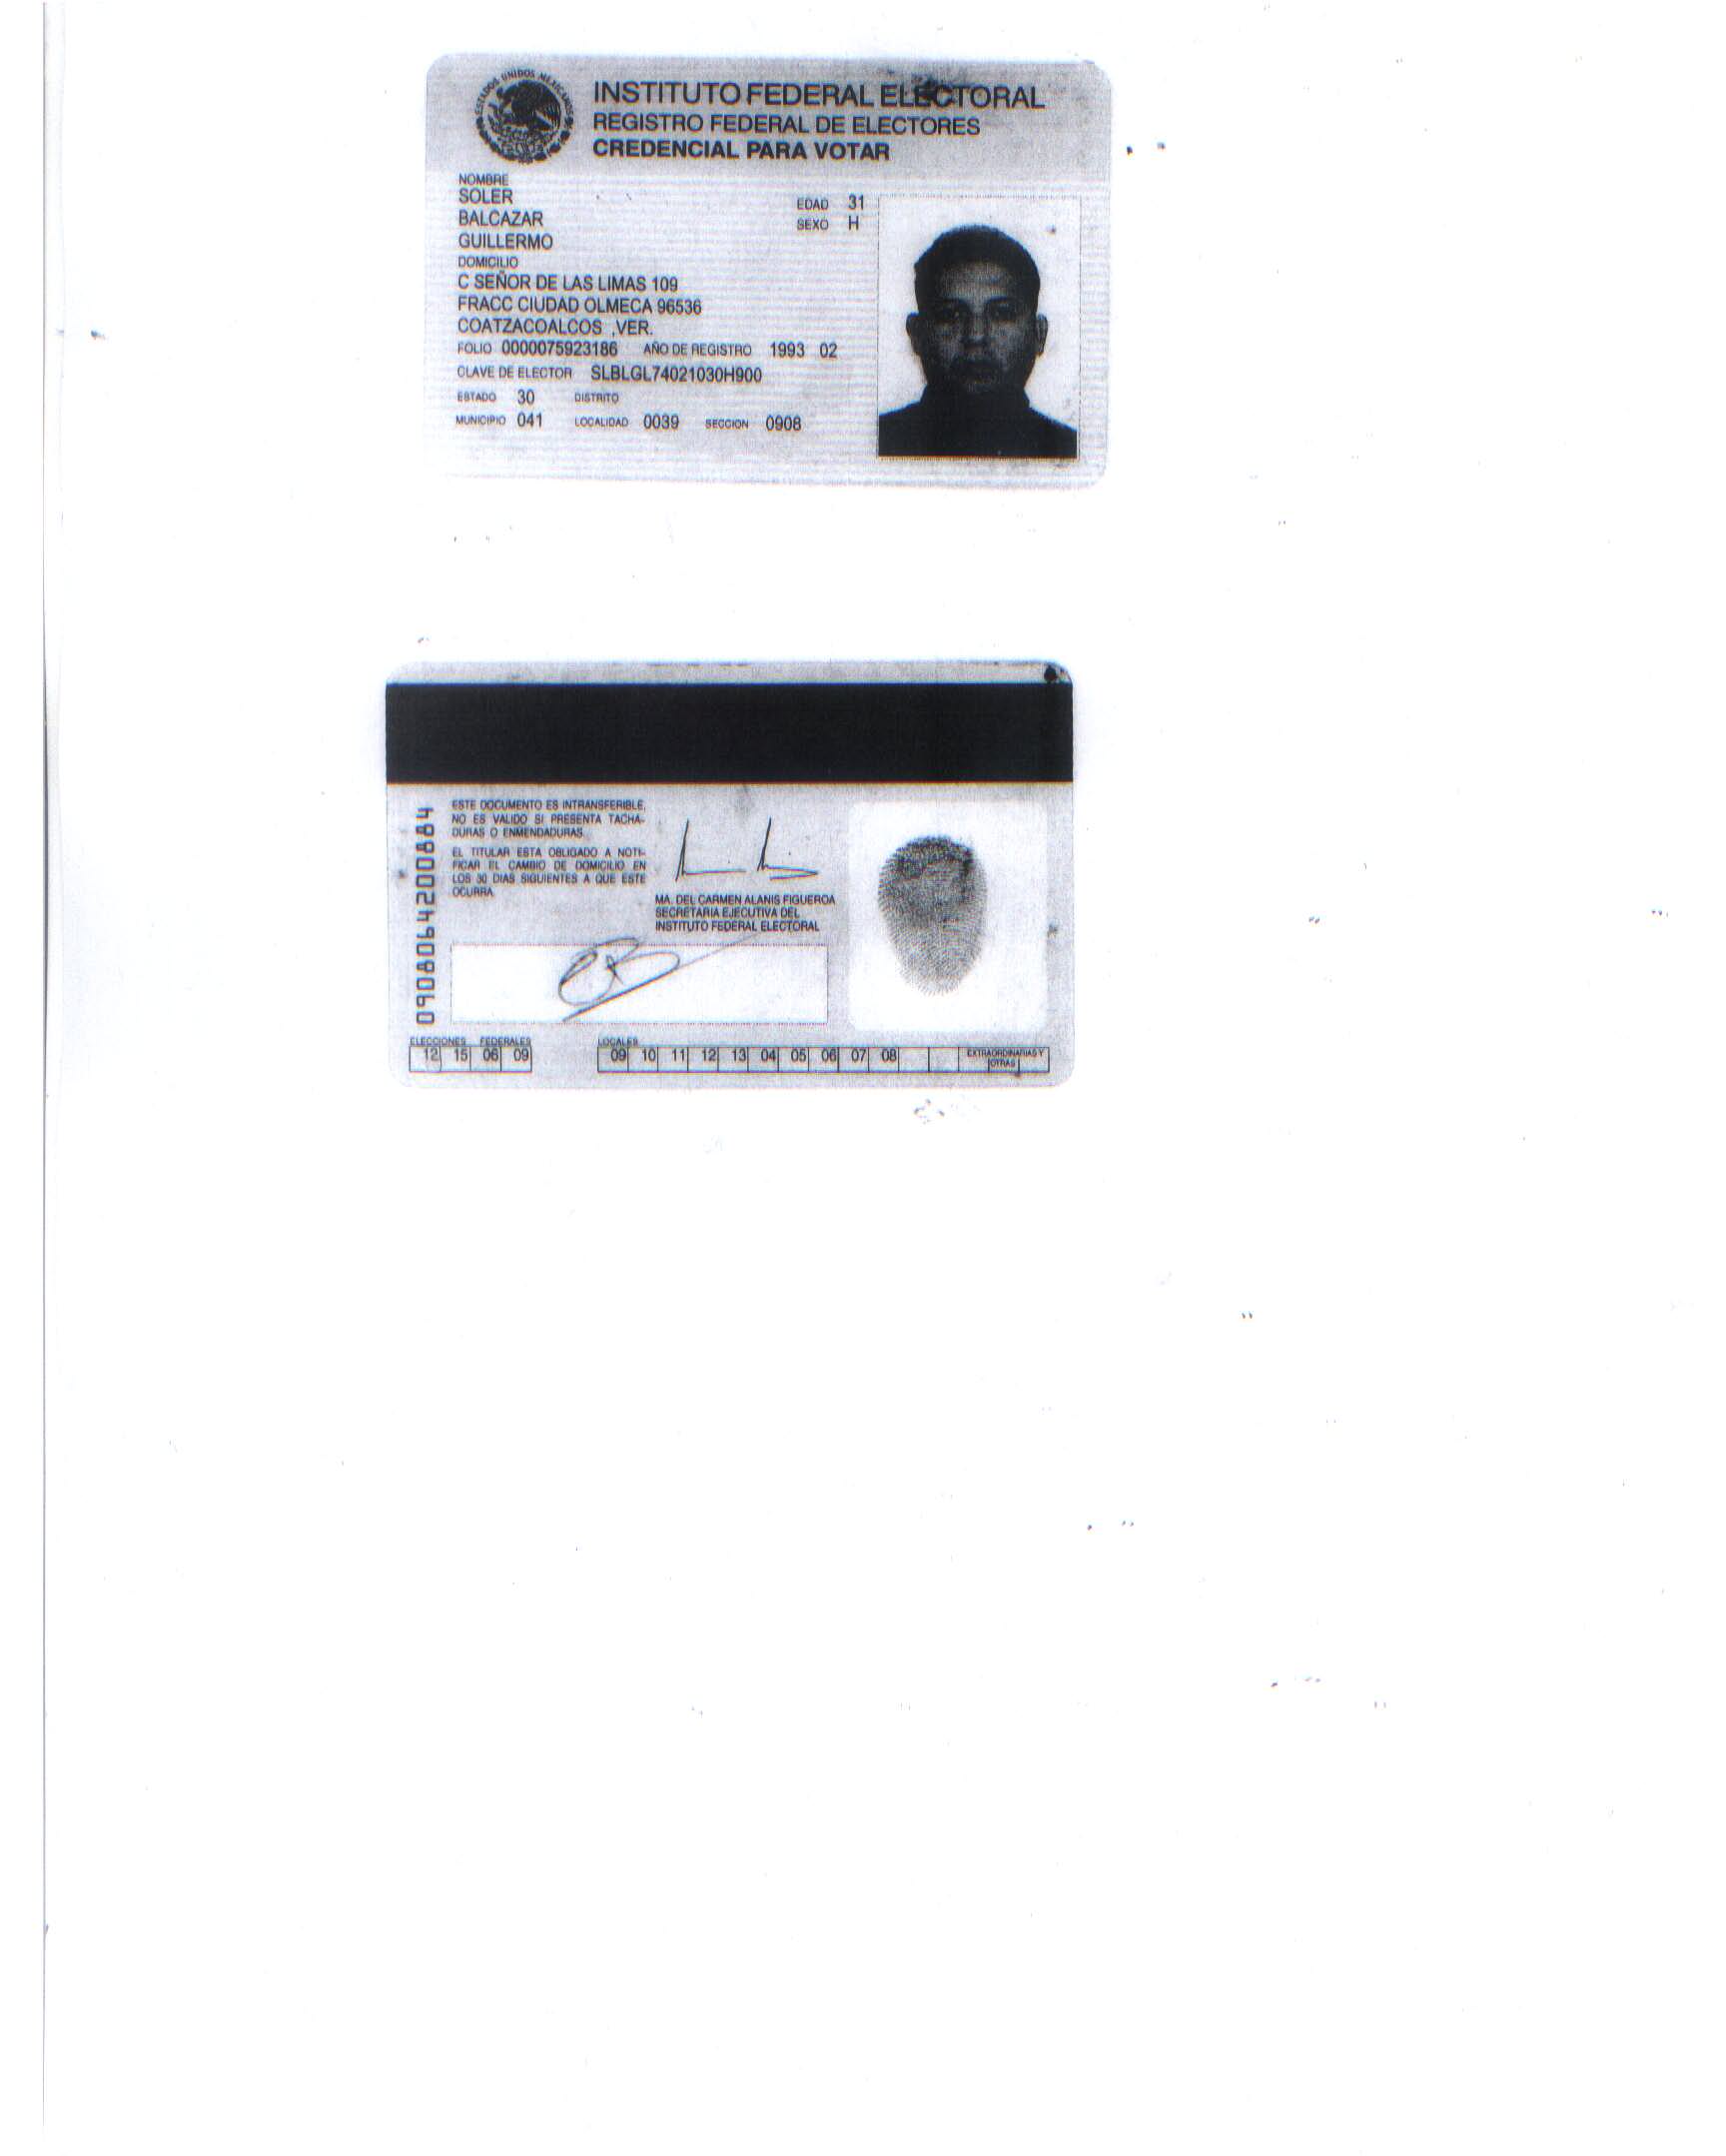 ESTADOS UNIDOS MEXICANOS
INSTITUTO FEDERAL ELECTORAL
REGISTRO FEDERAL DE ELECTORES
CREDENCIAL PARA VOTAR
NOMBRE
SOLER
BALCAZAR
GUILLERMO
EDAD 31
SEXO H
DOMICILIO
C SEÑOR DE LAS LIMAS 109
FRACC CIUDAD OLMECA 96536
COATZACOALCOS ,VER.
FOLIO 0000075923186 AÑO DE REGISTRO 1993 02
CLAVE DE ELECTOR SLBLGL74021030H900
ESTADO 30 DISTRITO
MUNICIPIO 041 LOCALIDAD 0039 SECCION 0908
0908064200884
ESTE DOCUMENTO ES INTRANSFERIBLE,
NO ES VALIDO SI PRESENTA TACHA-
DURAS O ENMENDADURAS.
EL TITULAR ESTA OBLIGADO A NOTI-
FICAR EL CAMBIO DE DOMICILIO EN
LOS 30 DIAS SIGUIENTES A QUE ESTE
OCURRA.
MA. DEL CARMEN ALANIS FIGUEROA
SECRETARIA EJECUTIVA DEL
INSTITUTO FEDERAL ELECTORAL
ELECCIONES FEDERALES
12 15 06 09
LOCALES
09 10 11 12 13 04 05 06 07 08
EXTRAORDINARIAS Y
OTRAS